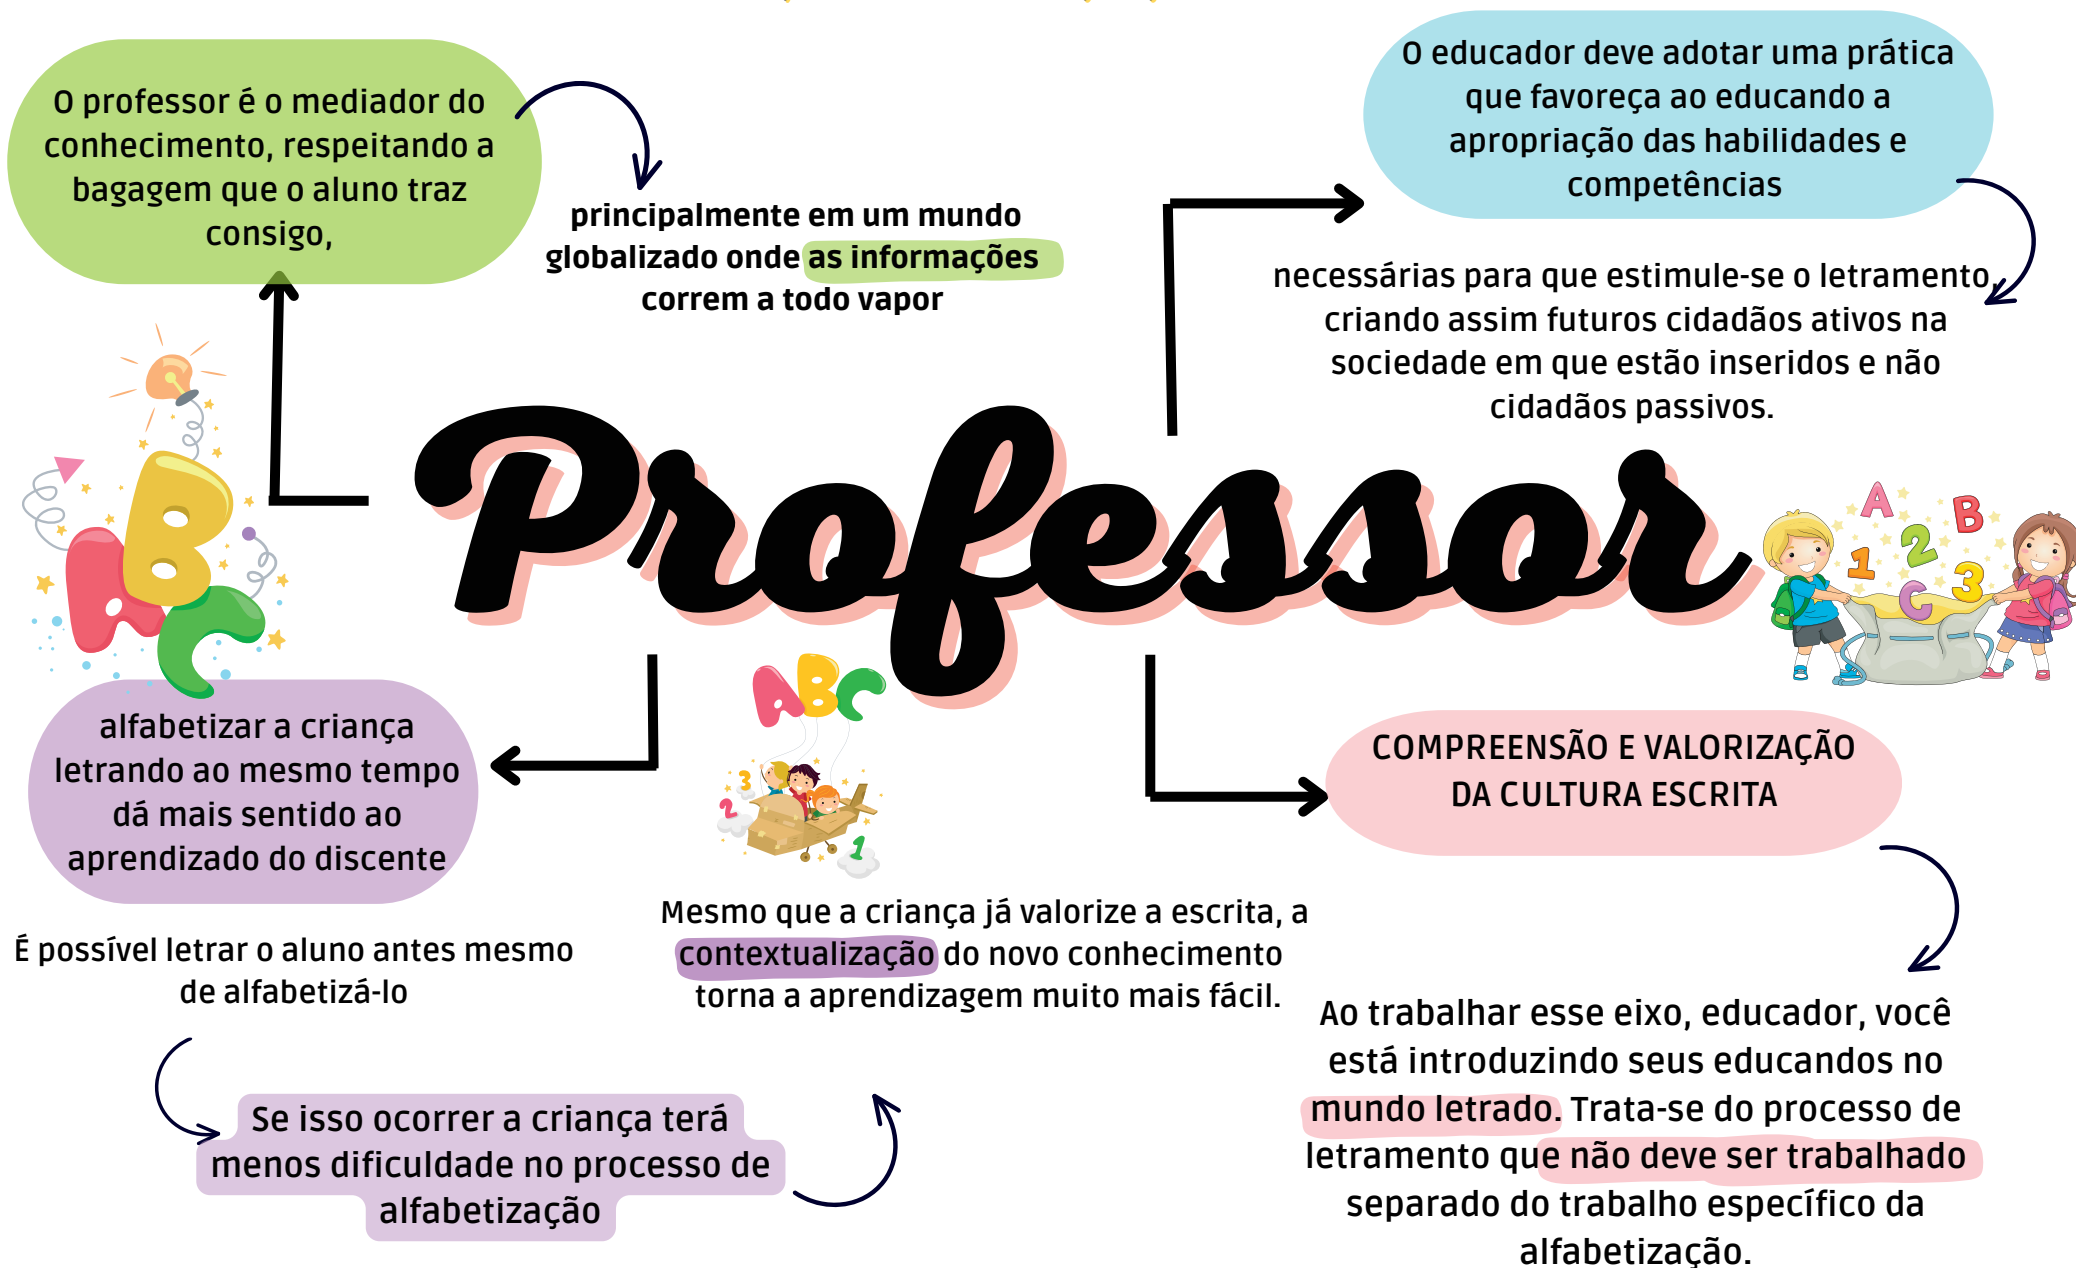 O professor é o mediador do
conhecimento, respeitando a
bagagem que o aluno traz
consigo,
principalmente em um mundo
globalizado onde as informações
correm a todo vapor
O educador deve adotar uma prática
que favoreça ao educando a
apropriação das habilidades e
competências
necessárias para que estimule-se o letramento,
criando assim futuros cidadãos ativos na
sociedade em que estão inseridos e não
cidadãos passivos.
Professor
A B C
A B
1 2 3
C
alfabetizar a criança
letrando ao mesmo tempo
dá mais sentido ao
aprendizado do discente
É possível letrar o aluno antes mesmo
de alfabetizá-lo
Se isso ocorrer a criança terá
menos dificuldade no processo de
alfabetização
ABC
3
2
1
Mesmo que a criança já valorize a escrita, a
contextualização do novo conhecimento
torna a aprendizagem muito mais fácil.
COMPREENSÃO E VALORIZAÇÃO
DA CULTURA ESCRITA
Ao trabalhar esse eixo, educador, você
está introduzindo seus educandos no
mundo letrado. Trata-se do processo de
letramento que não deve ser trabalhado
separado do trabalho específico da
alfabetização.